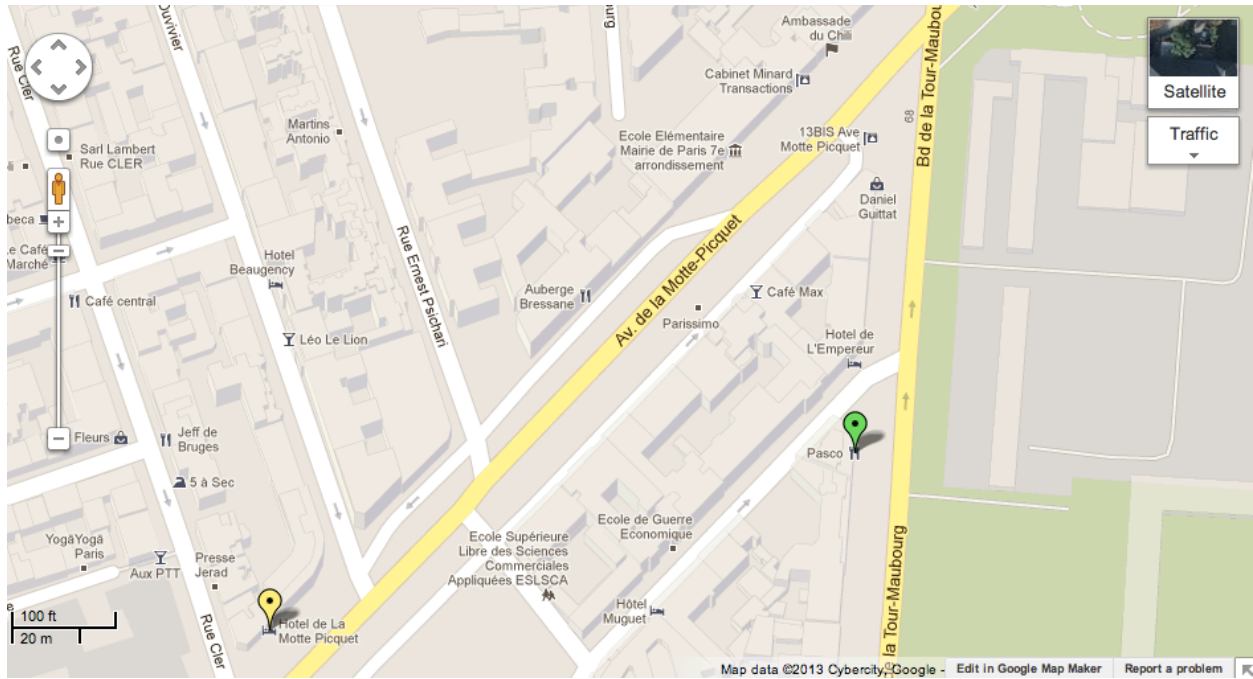 Rue Cler
Duvivier
bourg
Ambassade
du Chili
Cabinet Minard
Transactions
Satellite
Traffic
Bd de la Tour-Maubourg
68
13BIS Ave
Motte Picquet
Ecole Elémentaire
Mairie de Paris 7e
arrondissement
Martins
Antonio
Sarl Lambert
Rue CLER
Daniel
Guittat
beca
Le Café
Marché
Hotel
Beaugency
Rue Ernest Psichari
Av. de la Motte-Picquet
Auberge
Bressane
Café Max
Parissimo
Café central
Léo Le Lion
Hotel de
L'Empereur
Fleurs
Jeff de
Bruges
Pasco
5 à Sec
Ecole de Guerre
Economique
Ecole Supérieure
Libre des Sciences
Commerciales
Appliquées ESLSCA
YogãYogã
Paris
Aux PTT
Presse
Jerad
Hôtel
Muguet
de la Tour-Maubourg
100 ft
20 m
Rue Cler
Hotel de La
Motte Picquet
Map data ©2013 Cybercity, Google -
Edit in Google Map Maker
Report a problem